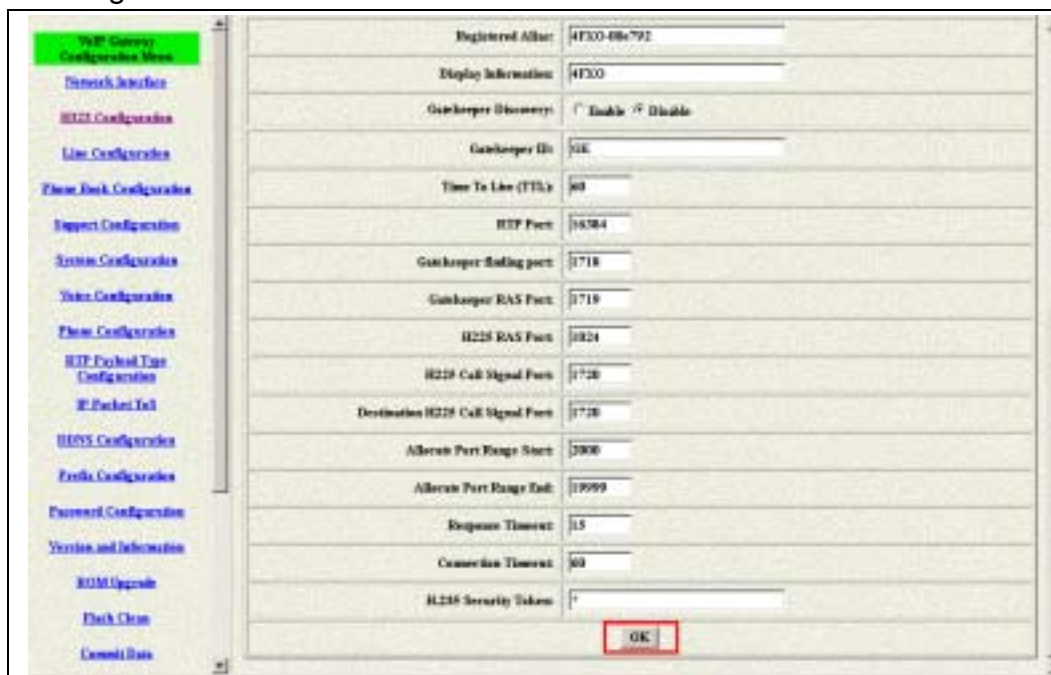 VoIP Gateway
Configuration Menu
Network Interface
H323 Configuration
Line Configuration
Phone Book Configuration
Support Configuration
System Configuration
Voice Configuration
Phone Configuration
RTP Payload Type
Configuration
IP Packet ToS
DDNS Configuration
Prefix Configuration
Password Configuration
Version and Information
ROM Upgrade
Flash Clean
Commit Data
Registered Alias:
Display Information: 4FXO
Gatekeeper Discovery: Enable Disable
Gatekeeper ID: GK
Time To Live (TTL): 60
RTP Port: 16384
Gatekeeper finding port: 1718
Gatekeeper RAS Port: 1719
H225 RAS Port: 1024
H225 Call Signal Port: 1720
Destination H225 Call Signal Port: 1720
Allocate Port Range Start: 2000
Allocate Port Range End: 19999
Response Timeout: 15
Connection Timeout: 60
H.235 Security Token:
OK